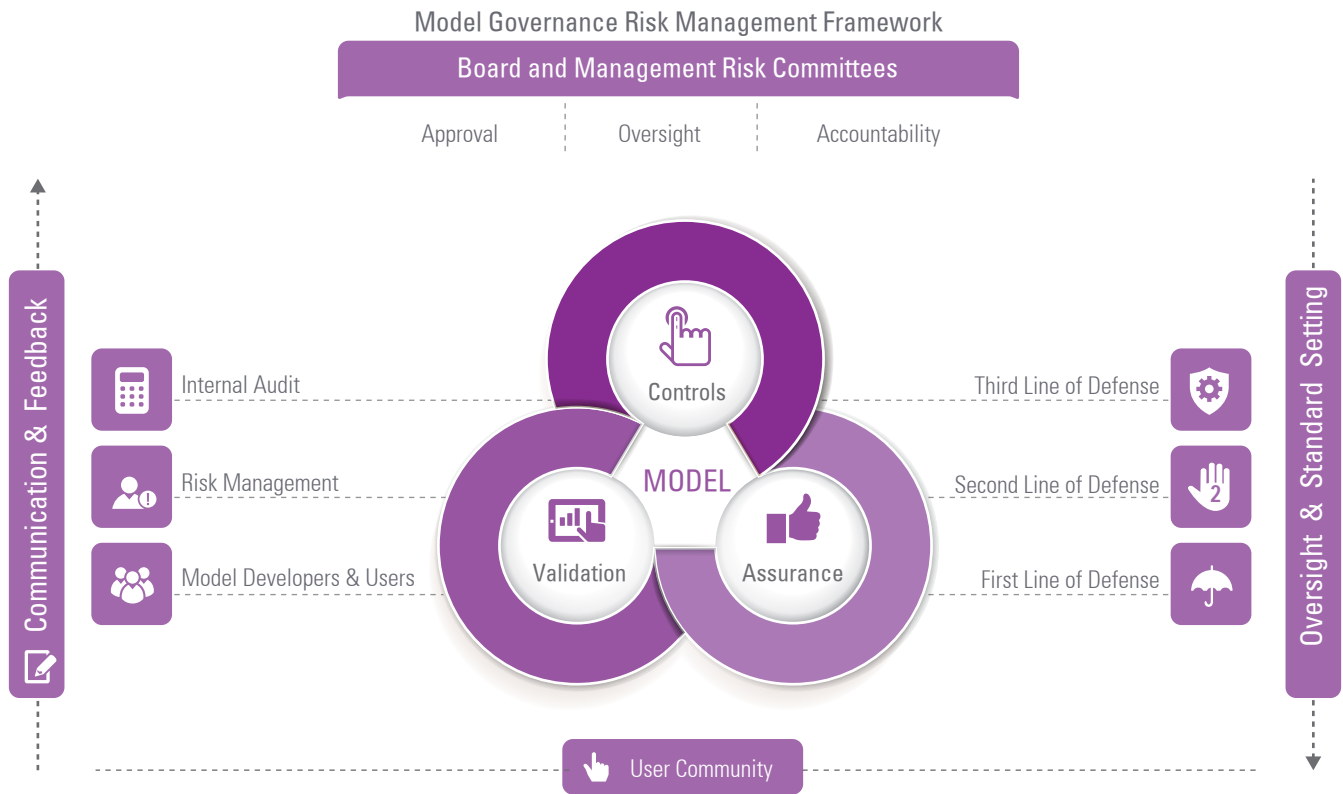 Model Governance Risk Management Framework
Board and Management Risk Committees
Approval
Oversight
Accountability
Communication & Feedback
Internal Audit
Risk Management
Model Developers & Users
Controls
MODEL
Validation
Assurance
Third Line of Defense
Second Line of Defense
2
First Line of Defense
Oversight & Standard Setting
User Community